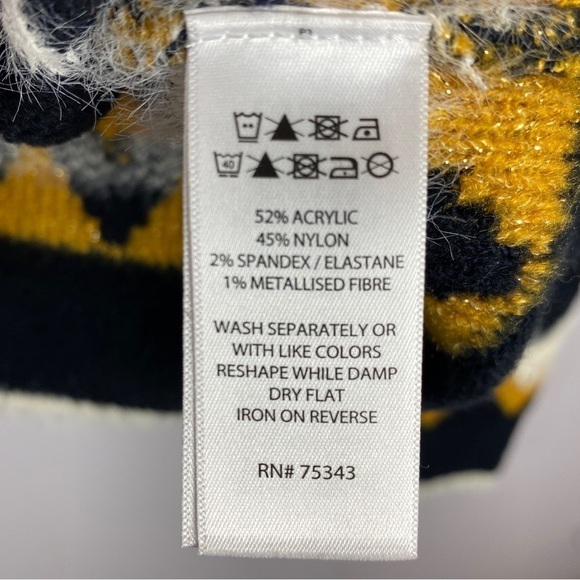 40
52% ACRYLIC
45% NYLON
2% SPANDEX / ELASTANE
1% METALLISED FIBRE
WASH SEPARATELY OR
WITH LIKE COLORS
RESHAPE WHILE DAMP
DRY FLAT
IRON ON REVERSE
RN# 75343